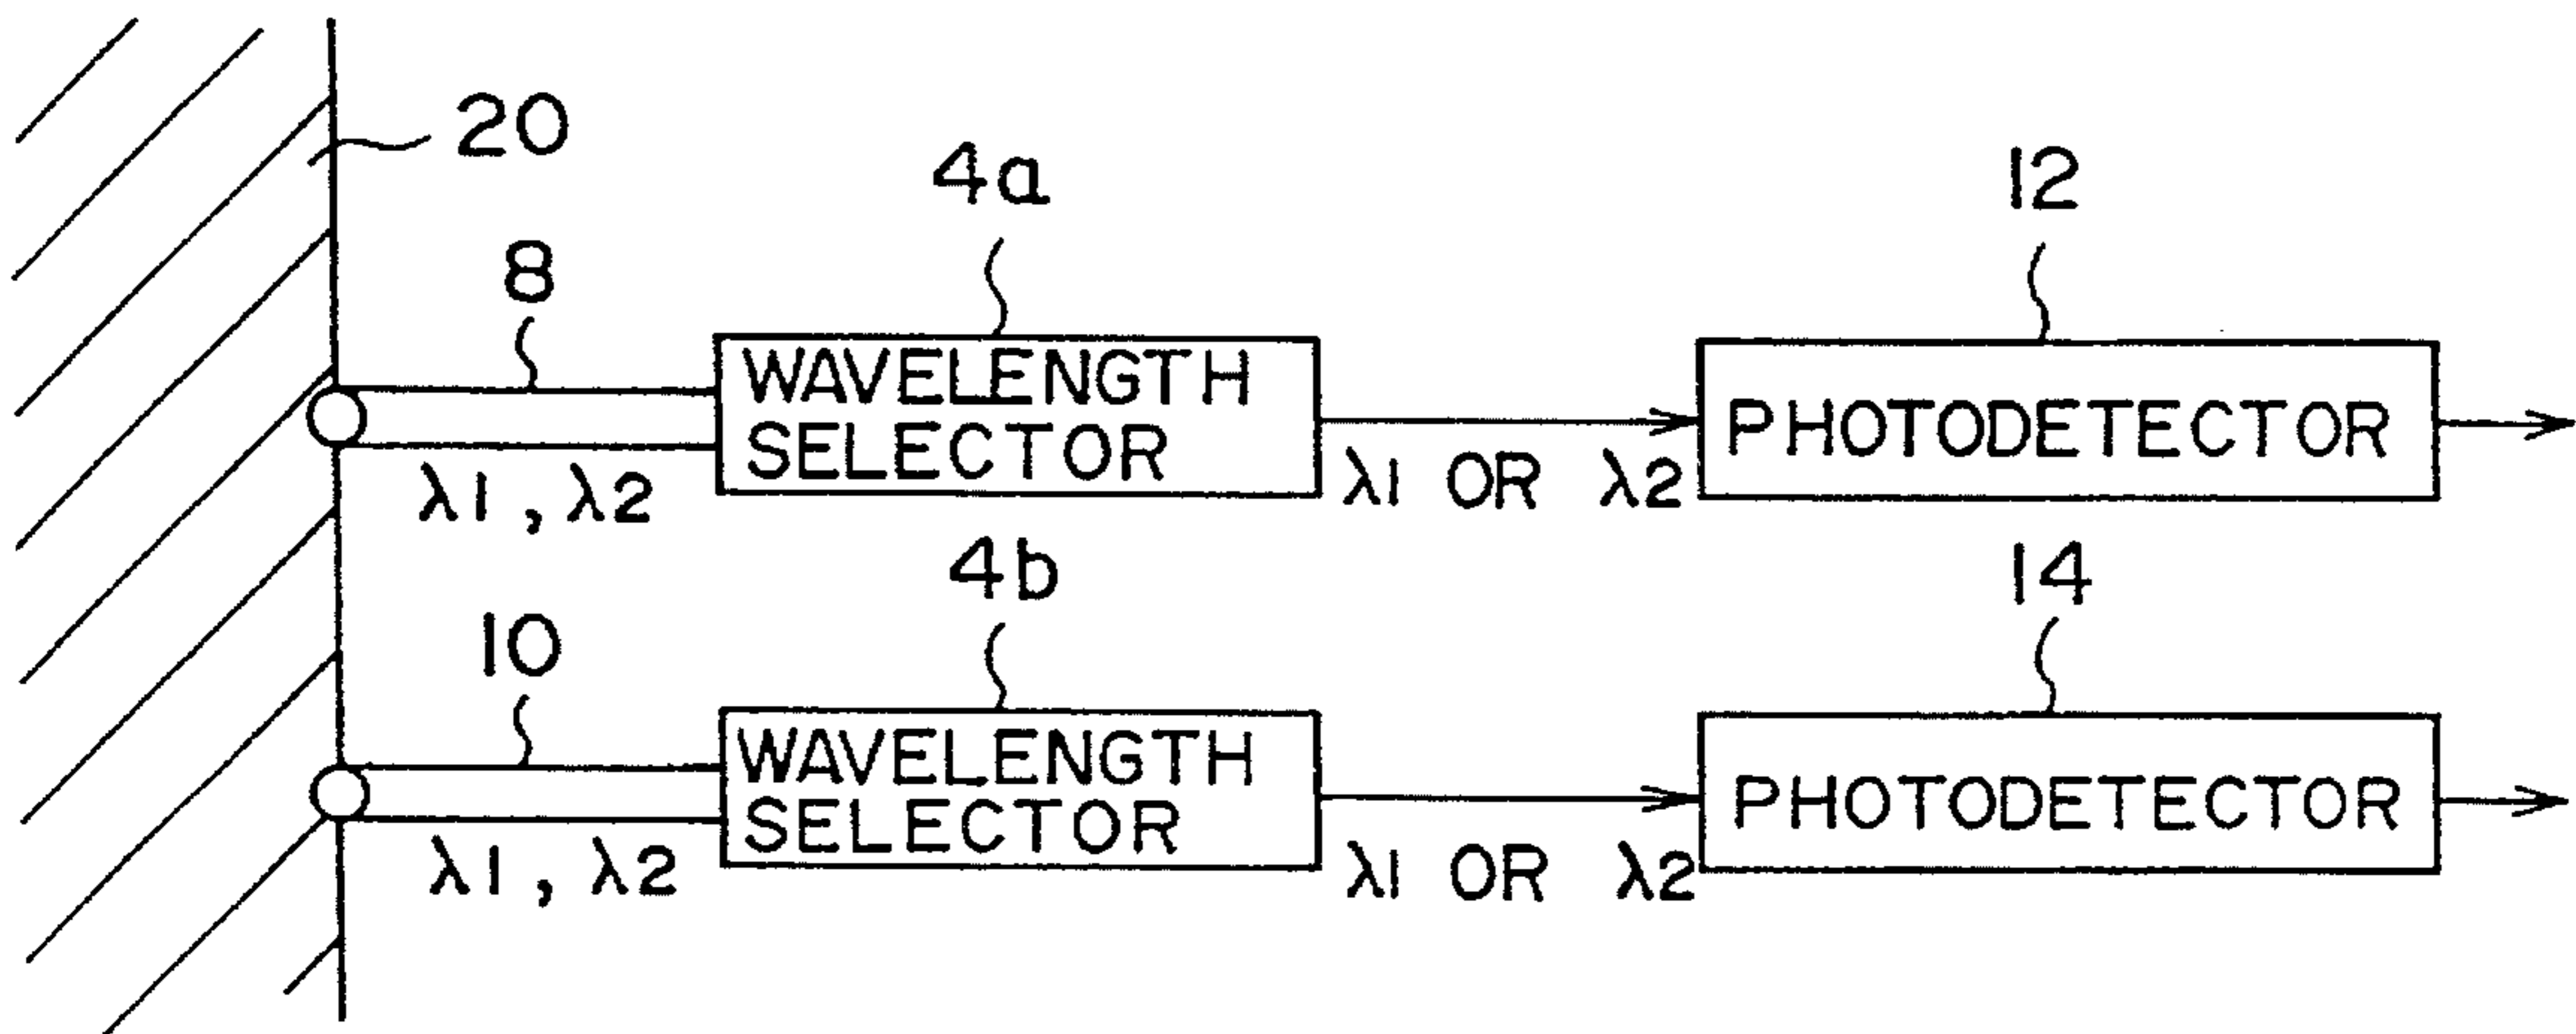 20
4a
12
8
WAVELENGTH
SELECTOR
PHOTODETECTOR
λ1, λ2
λ1 OR λ2
4b
14
10
WAVELENGTH
SELECTOR
PHOTODETECTOR
λ1, λ2
λ1 OR λ2